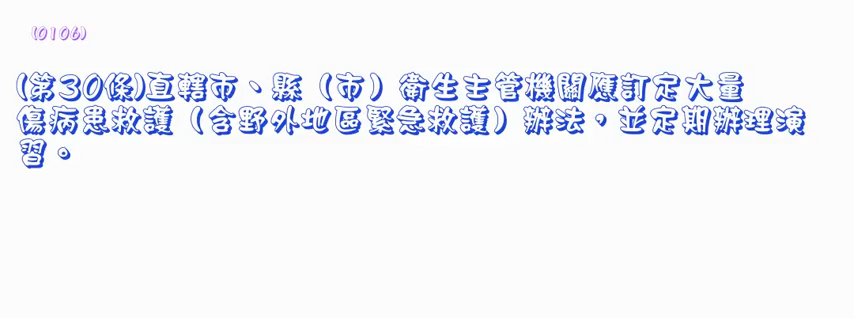 (0106)
(第30條)直轄市、縣（市）衛生主管機關應訂定大量
傷病患救護（含野外地區緊急救護）辦法，並定期辦理演
習。